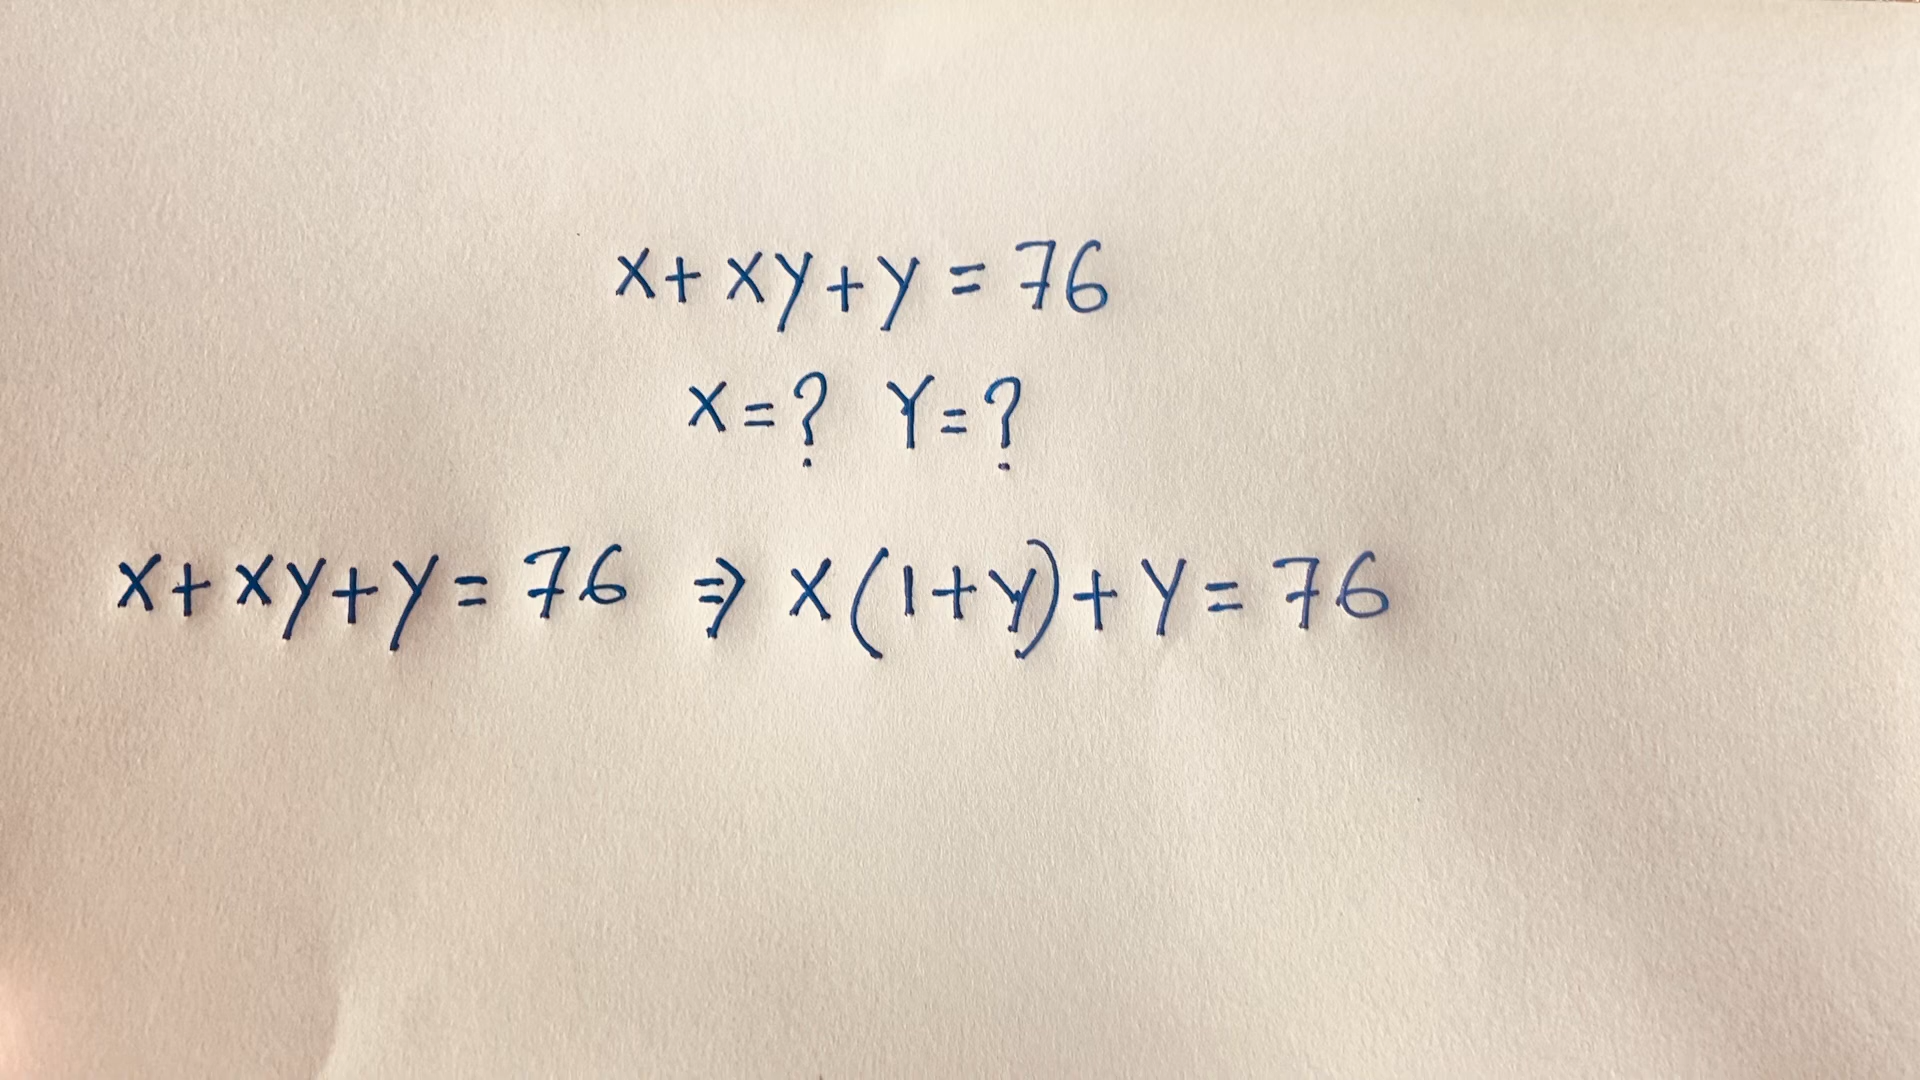 x + xy + y = 76
x = ? y = ?
x + xy + y = 76 ⇒ x(1+y) + y = 76